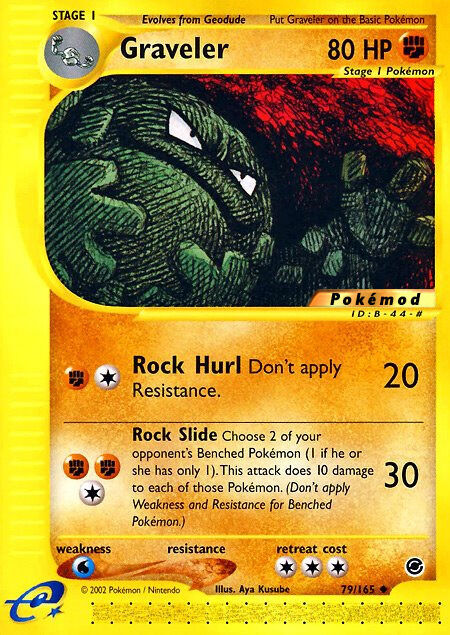 STAGE 1 Evolves from Geodude Put Graveler on the Basic Pokémon
Graveler 80 HP
Stage 1 Pokémon
Pokémod
ID:B-44-#
Rock Hurl Don't apply 20
Resistance.
Rock Slide Choose 2 of your
opponent's Benched Pokémon (1 if he or
she has only 1). This attack does 10 damage 30
to each of those Pokémon. (Don't apply
Weakness and Resistance for Benched
Pokémon.)
weakness resistance retreat cost
© 2002 Pokémon / Nintendo Illus. Aya Kusube 79/165 ◆
e